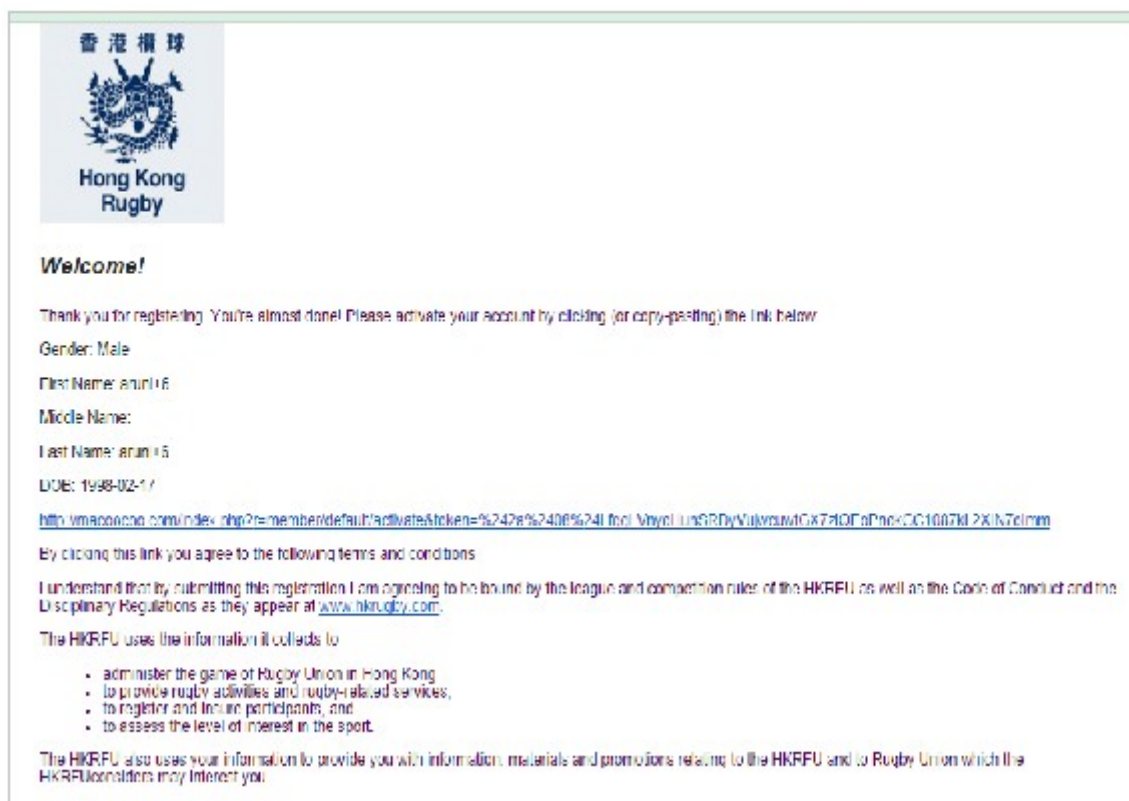 香港欖球
Hong Kong
Rugby
Welcome!
Thank you for registering. You're almost done! Please activate your account by clicking (or copy-pasting) the link below
Gender: Male
First Name:
Middle Name:
Last Name:
DOB: 1998-02-17
By clicking this link you agree to the following terms and conditions
I understand that by submitting this registration I am agreeing to be bound by the league and competition rules of the HKRFU as well as the Code of Conduct and the
Disciplinary Regulations as they appear at www.hkrugby.com.
The HKRFU uses the information it collects to
• administer the game of Rugby Union in Hong Kong
• to provide rugby activities and rugby-related services,
• to register and insure participants, and
• to assess the level of interest in the sport.
The HKRFU also uses your information to provide you with information, materials and promotions relating to the HKRFU and to Rugby Union which the
HKRFUconsiders may interest you